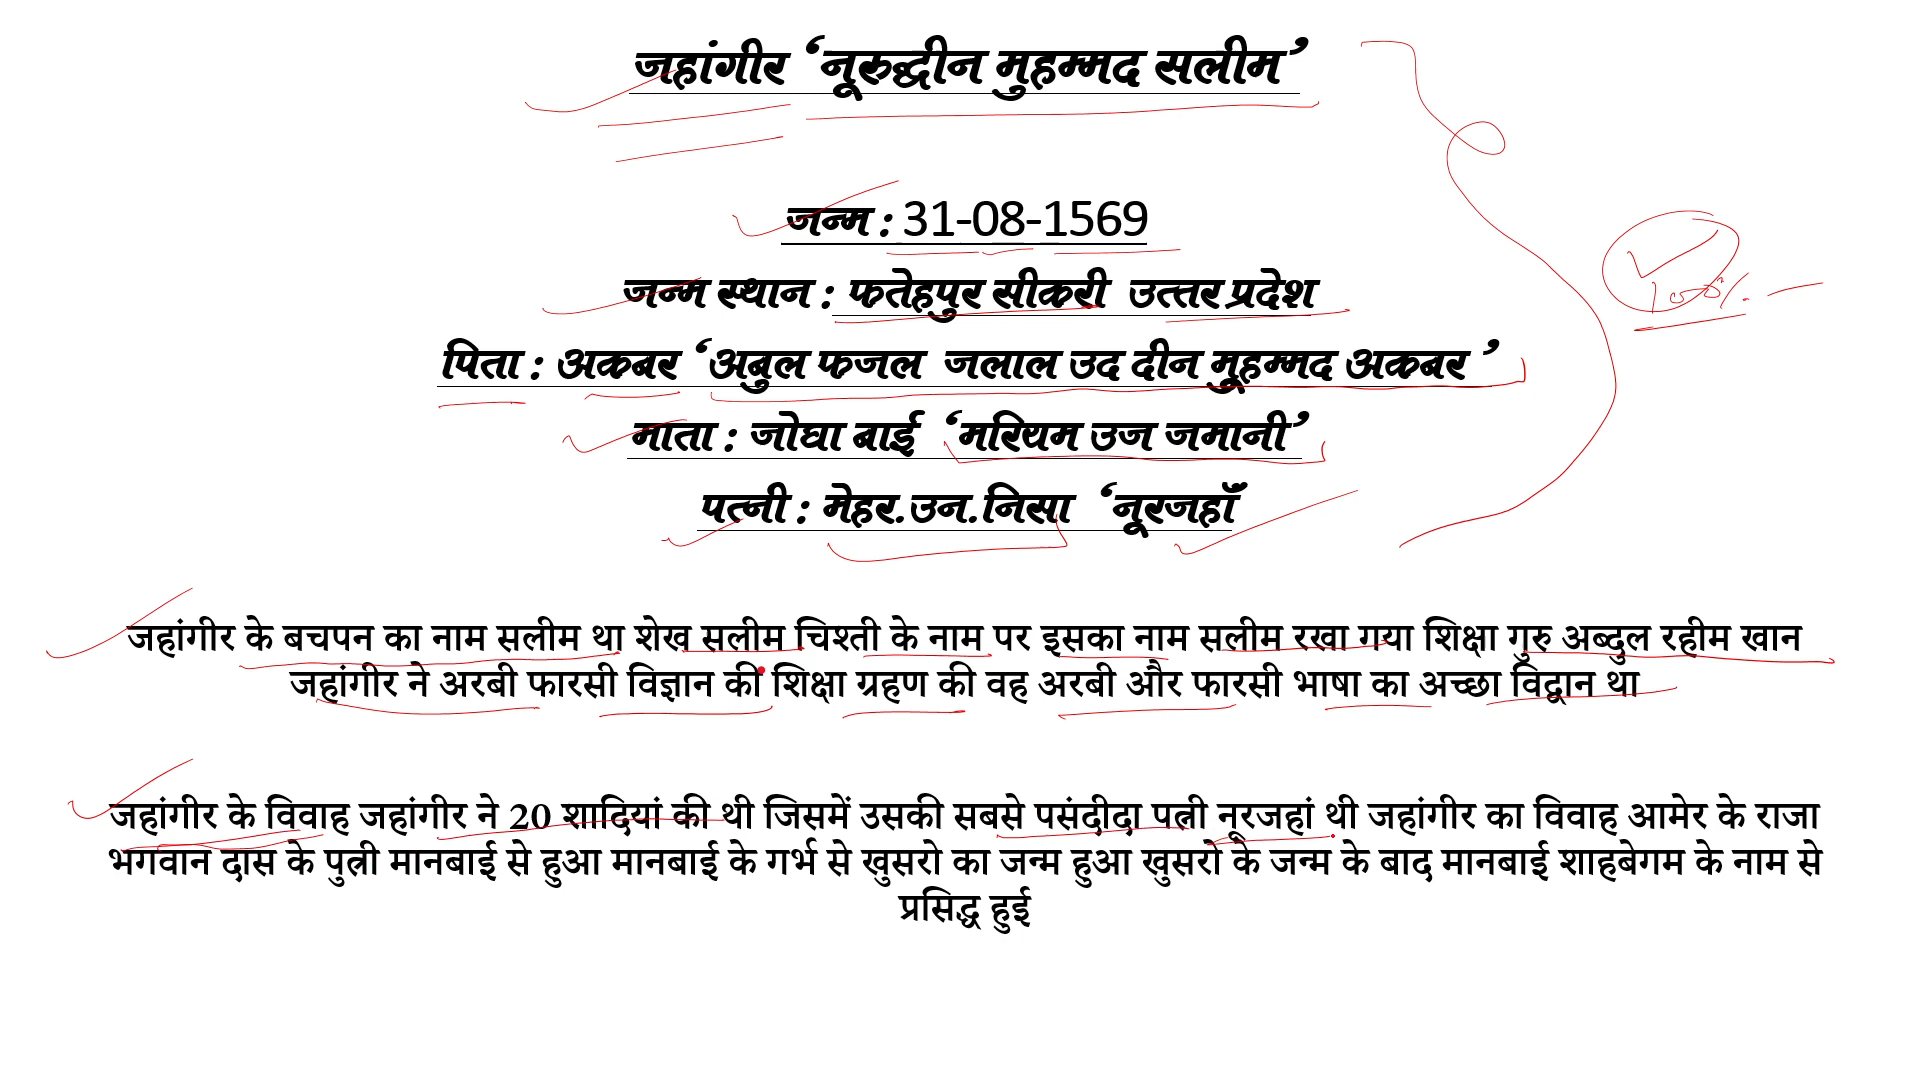 जहांगीर ‘नूरुद्दीन मुहम्मद सलीम’
जन्म : 31-08-1569
जन्म स्थान : फतेहपुर सीकरी उत्तर प्रदेश
पिता : अकबर ‘अबुल फजल जलाल उद दीन मुहम्मद अकबर ’
माता : जोघा बाई ‘मरियम उज जमानी’
पत्नी : मेहर.उन.निसा ‘नूरजहाँ
100%
जहांगीर के बचपन का नाम सलीम था शेख सलीम चिश्ती के नाम पर इसका नाम सलीम रखा गया शिक्षा गुरु अब्दुल रहीम खान
जहांगीर ने अरबी फारसी विज्ञान की शिक्षा ग्रहण की वह अरबी और फारसी भाषा का अच्छा विद्वान था
जहांगीर के विवाह जहांगीर ने 20 शादियां की थी जिसमें उसकी सबसे पसंदीदा पत्नी नूरजहां थी जहांगीर का विवाह आमेर के राजा
भगवान दास के पुत्री मानबाई से हुआ मानबाई के गर्भ से खुसरो का जन्म हुआ खुसरो के जन्म के बाद मानबाई शाहबेगम के नाम से
प्रसिद्ध हुई